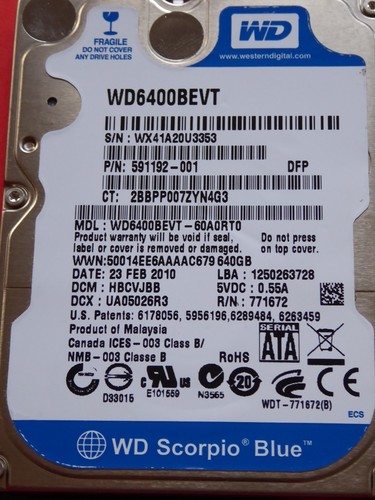 FRAGILE
DO NOT COVER
ANY DRIVE HOLES
WD
www.westerndigital.com
WD6400BEVT
S/N : WX41A20U3353
P/N: 591192-001 DFP
CT: 2BBPP007ZYN4G3
MDL : WD6400BEVT-60A0RT0
Product warranty will be void if seal, Do not press
label or cover is removed or damaged. on top cover.
WWN:50014EE6AAAAC679 640GB
DATE: 23 FEB 2010 LBA : 1250263728
DCM : HBCVJBB 5VDC : 0.55A
DCX : UA05026R3 R/N : 771672
U.S. Patents: 6178056, 5956196,6289484, 6263459
Product of Malaysia
Canada ICES - 003 Class B/
NMB -003 Classe B
RoHS
SERIAL
ATA
D33015
E101559
N3565
20
WDT-771672(B)
ECS
WD Scorpio® Blue™